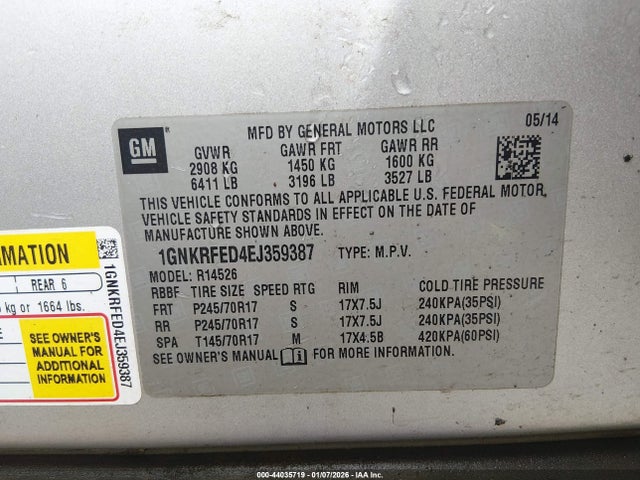 GM
MFD BY GENERAL MOTORS LLC
05/14
GVWR GAWR FRT GAWR RR
2908 KG 1450 KG 1600 KG
6411 LB 3196 LB 3527 LB
THIS VEHICLE CONFORMS TO ALL APPLICABLE U.S. FEDERAL MOTOR
VEHICLE SAFETY STANDARDS IN EFFECT ON THE DATE OF
MANUFACTURE SHOWN ABOVE.
1GNKRFED4EJ359387 TYPE: M.P.V.
MODEL: R14526
RBBF TIRE SIZE SPEED RTG RIM COLD TIRE PRESSURE
FRT P245/70R17 S 17X7.5J 240KPA(35PSI)
RR P245/70R17 S 17X7.5J 240KPA(35PSI)
SPA T145/70R17 M 17X4.5B 420KPA(60PSI)
SEE OWNER'S MANUAL i FOR MORE INFORMATION.
REAR 6
kg or 1664 lbs.
SEE OWNER'S
MANUAL FOR
ADDITIONAL
INFORMATION
1GNKRFED4EJ359387
000-44035719 | 01/07/2026 | IAAHOLDINGS, LLC